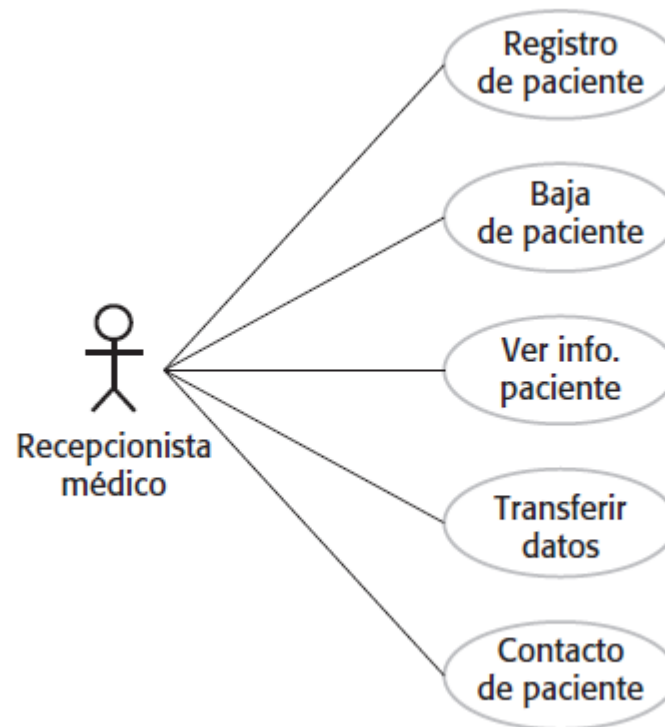 Registro
de paciente
Baja
de paciente
Ver info.
paciente
Recepcionista
médico
Transferir
datos
Contacto
de paciente